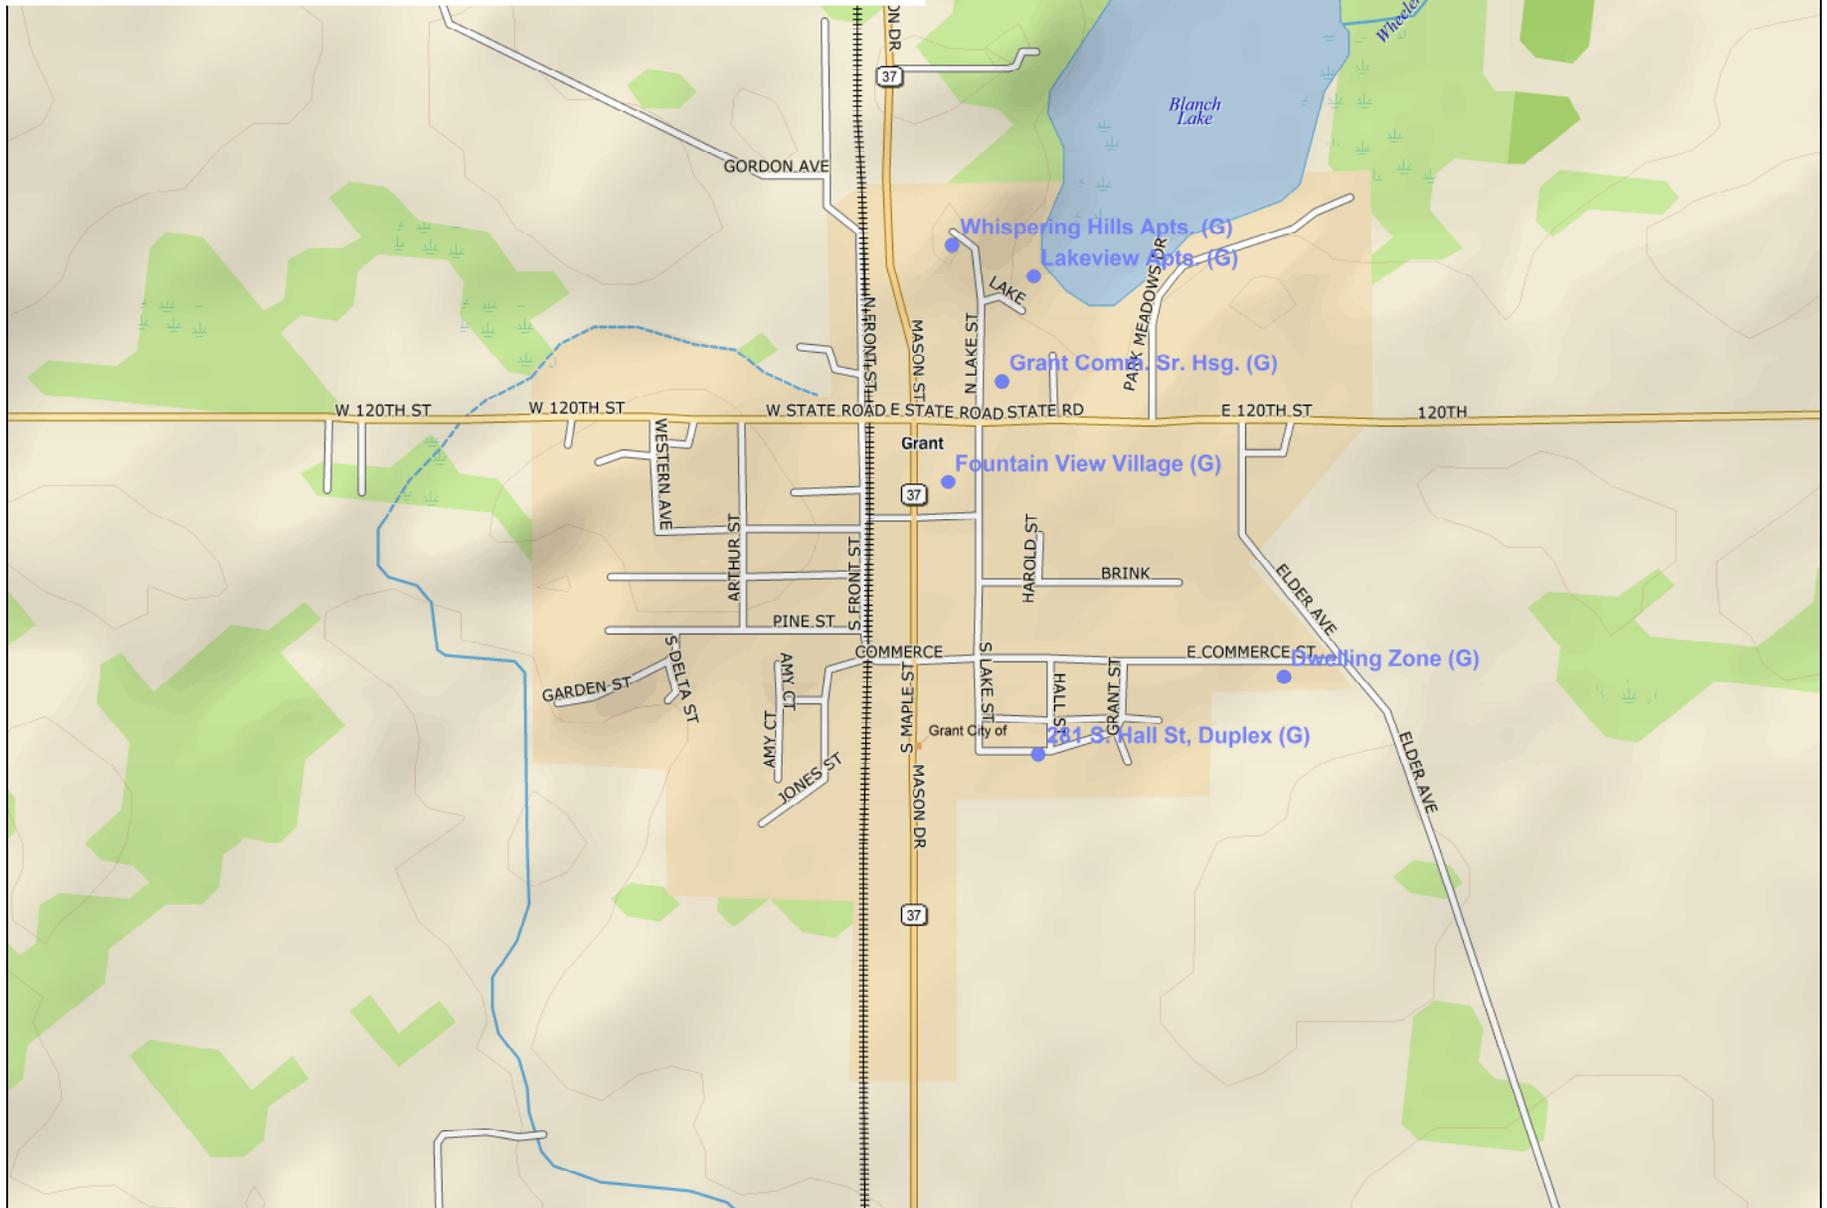 ON DR
Wheeler
37
Blanch
Lake
GORDON AVE
Whispering Hills Apts. (G)
Lakeview Apts. (G)
PARK MEADOWS DR
LAKE
N FRONT ST
MASON ST
N LAKE ST
Grant Comm. Sr. Hsg. (G)
W 120TH ST
W 120TH ST
W STATE ROAD
E STATE ROAD
STATE RD
E 120TH ST
120TH
Grant
WESTERN AVE
Fountain View Village (G)
37
ARTHUR ST
S FRONT ST
HAROLD ST
BRINK
ELDER AVE
PINE ST
COMMERCE
E COMMERCE ST
Dwelling Zone (G)
S DELTA ST
GARDEN ST
AMY CT
AMY CT
S MAPLE ST
S LAKE ST
HALL ST
GRANT ST
Grant City of
281 S. Hall St, Duplex (G)
ELDER AVE
JONES ST
MASON DR
37